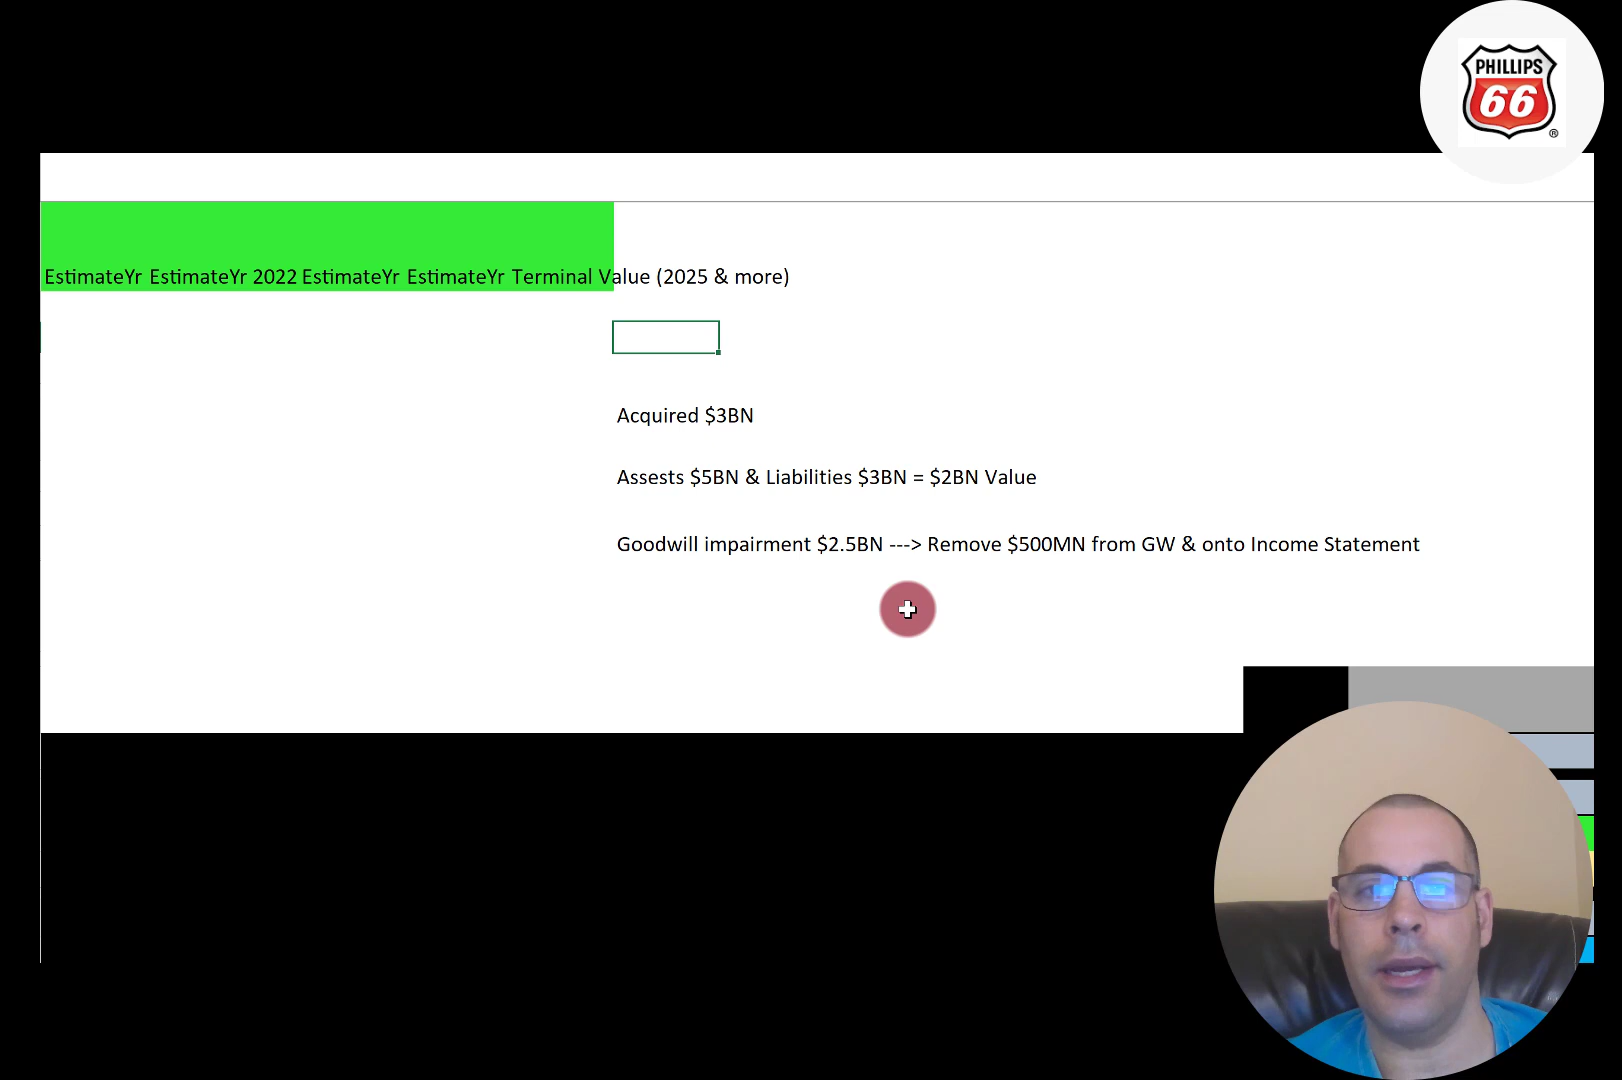 PHILLIPS
66
®
EstimateYr EstimateYr 2022 EstimateYr EstimateYr Terminal Value (2025 & more)
Acquired $3BN
Assests $5BN & Liabilities $3BN = $2BN Value
Goodwill impairment $2.5BN ---> Remove $500MN from GW & onto Income Statement